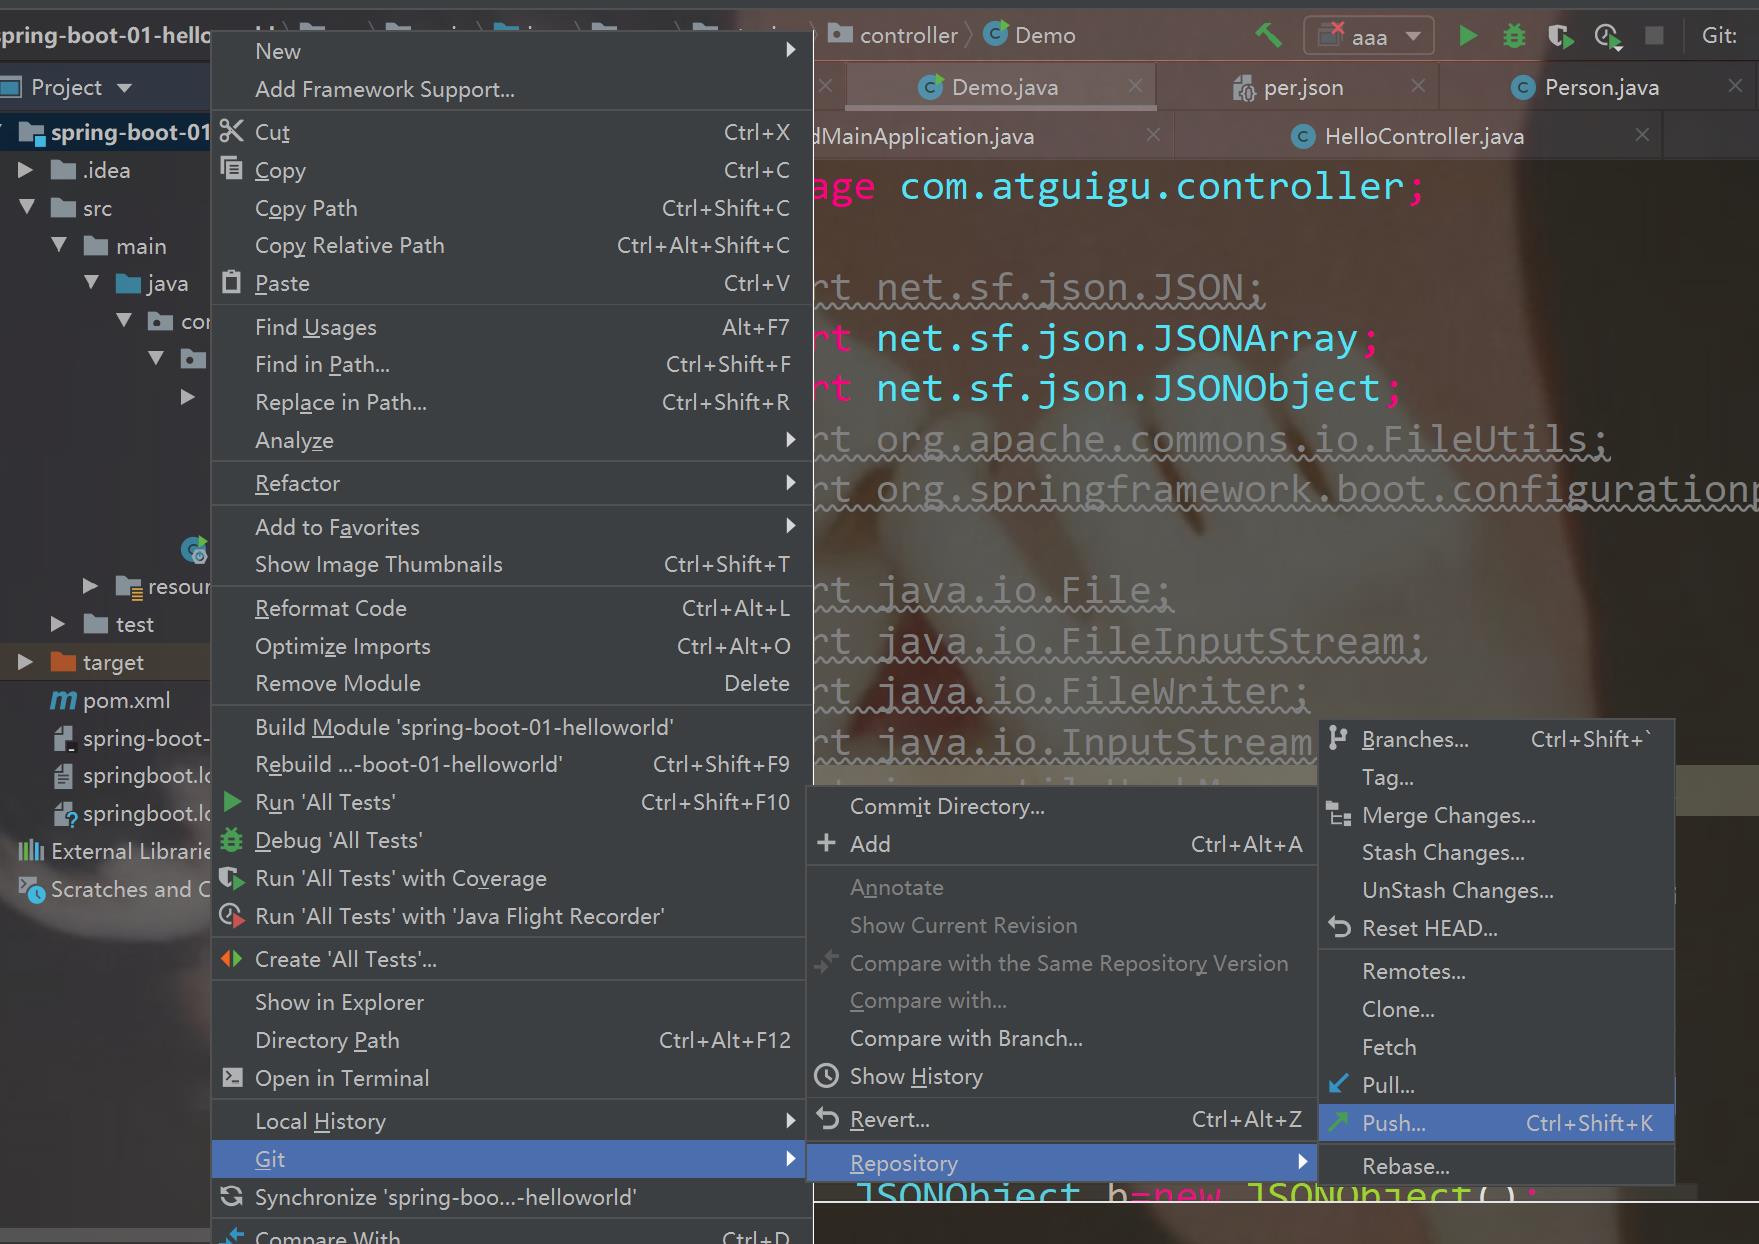 spring-boot-01-hello
controller
Demo
aaa
Git:
Project
Demo.java
per.json
Person.java
spring-boot-01
MainApplication.java
HelloController.java
.idea
src
main
java
test
target
pom.xml
spring-boot-
External Librarie
Scratches and C
New
Add Framework Support...
Cut Ctrl+X
Copy Ctrl+C
Copy Path Ctrl+Shift+C
Copy Relative Path Ctrl+Alt+Shift+C
Paste Ctrl+V
Find Usages Alt+F7
Find in Path... Ctrl+Shift+F
Replace in Path... Ctrl+Shift+R
Analyze
Refactor
Add to Favorites
Show Image Thumbnails Ctrl+Shift+T
Reformat Code Ctrl+Alt+L
Optimize Imports Ctrl+Alt+O
Remove Module Delete
Build Module 'spring-boot-01-helloworld'
Rebuild ...-boot-01-helloworld' Ctrl+Shift+F9
Run 'All Tests' Ctrl+Shift+F10
Debug 'All Tests'
Run 'All Tests' with Coverage
Run 'All Tests' with 'Java Flight Recorder'
Create 'All Tests'...
Show in Explorer
Directory Path Ctrl+Alt+F12
Open in Terminal
Local History
Git
Synchronize 'spring-boo...-helloworld'
Compare With Ctrl+D
age com.atguigu.controller;
rt net.sf.json.JSON;
rt net.sf.json.JSONArray;
rt net.sf.json.JSONObject;
rt org.apache.commons.io.FileUtils;
rt org.springframework.boot.configurationp
rt java.io.File;
rt java.io.FileInputStream;
rt java.io.FileWriter;
rt java.io.InputStream
JSONObject b=new JSONObject();
Commit Directory...
Add Ctrl+Alt+A
Annotate
Show Current Revision
Compare with the Same Repository Version
Compare with...
Compare with Branch...
Show History
Revert... Ctrl+Alt+Z
Repository
Branches... Ctrl+Shift+`
Tag...
Merge Changes...
Stash Changes...
UnStash Changes...
Reset HEAD...
Remotes...
Clone...
Fetch
Pull...
Push... Ctrl+Shift+K
Rebase...